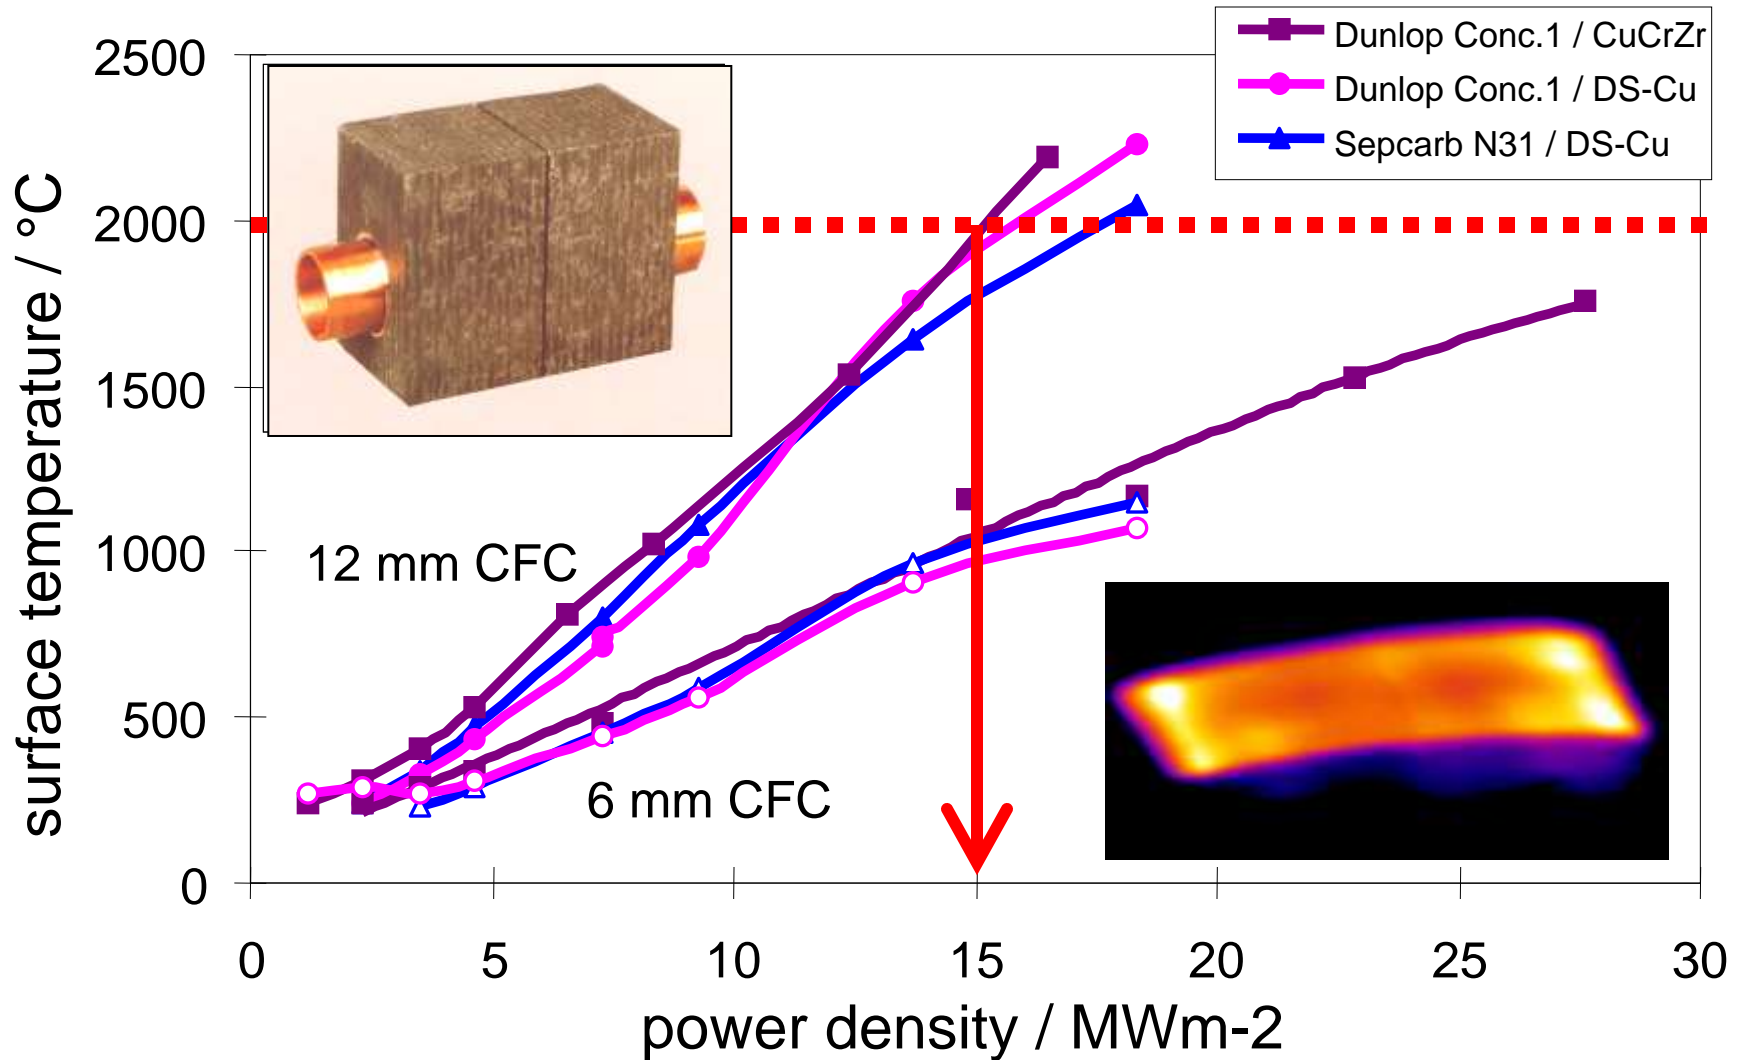 Dunlop Conc.1 / CuCrZr
Dunlop Conc.1 / DS-Cu
Sepcarb N31 / DS-Cu
surface temperature / °C
2500
2000
1500
1000
500
0
12 mm CFC
6 mm CFC
0 5 10 15 20 25 30
power density / MWm-2